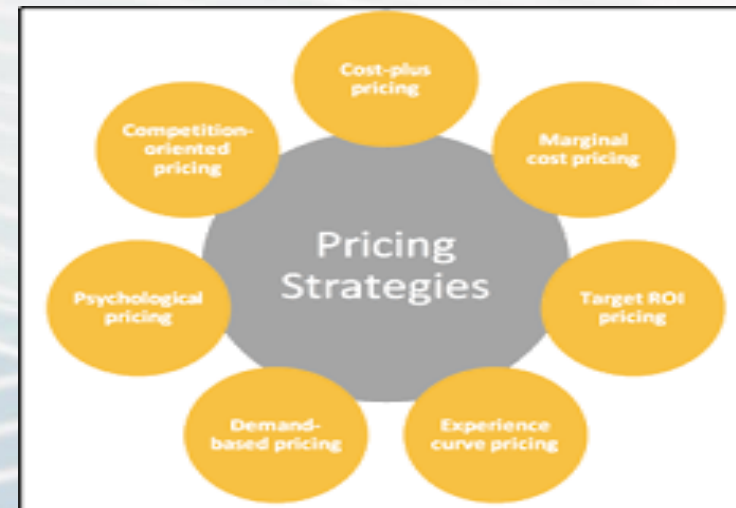 Pricing
Strategies
Cost-plus
pricing
Marginal
cost pricing
Target ROI
pricing
Experience
curve pricing
Demand-
based pricing
Psychological
pricing
Competition-
oriented
pricing